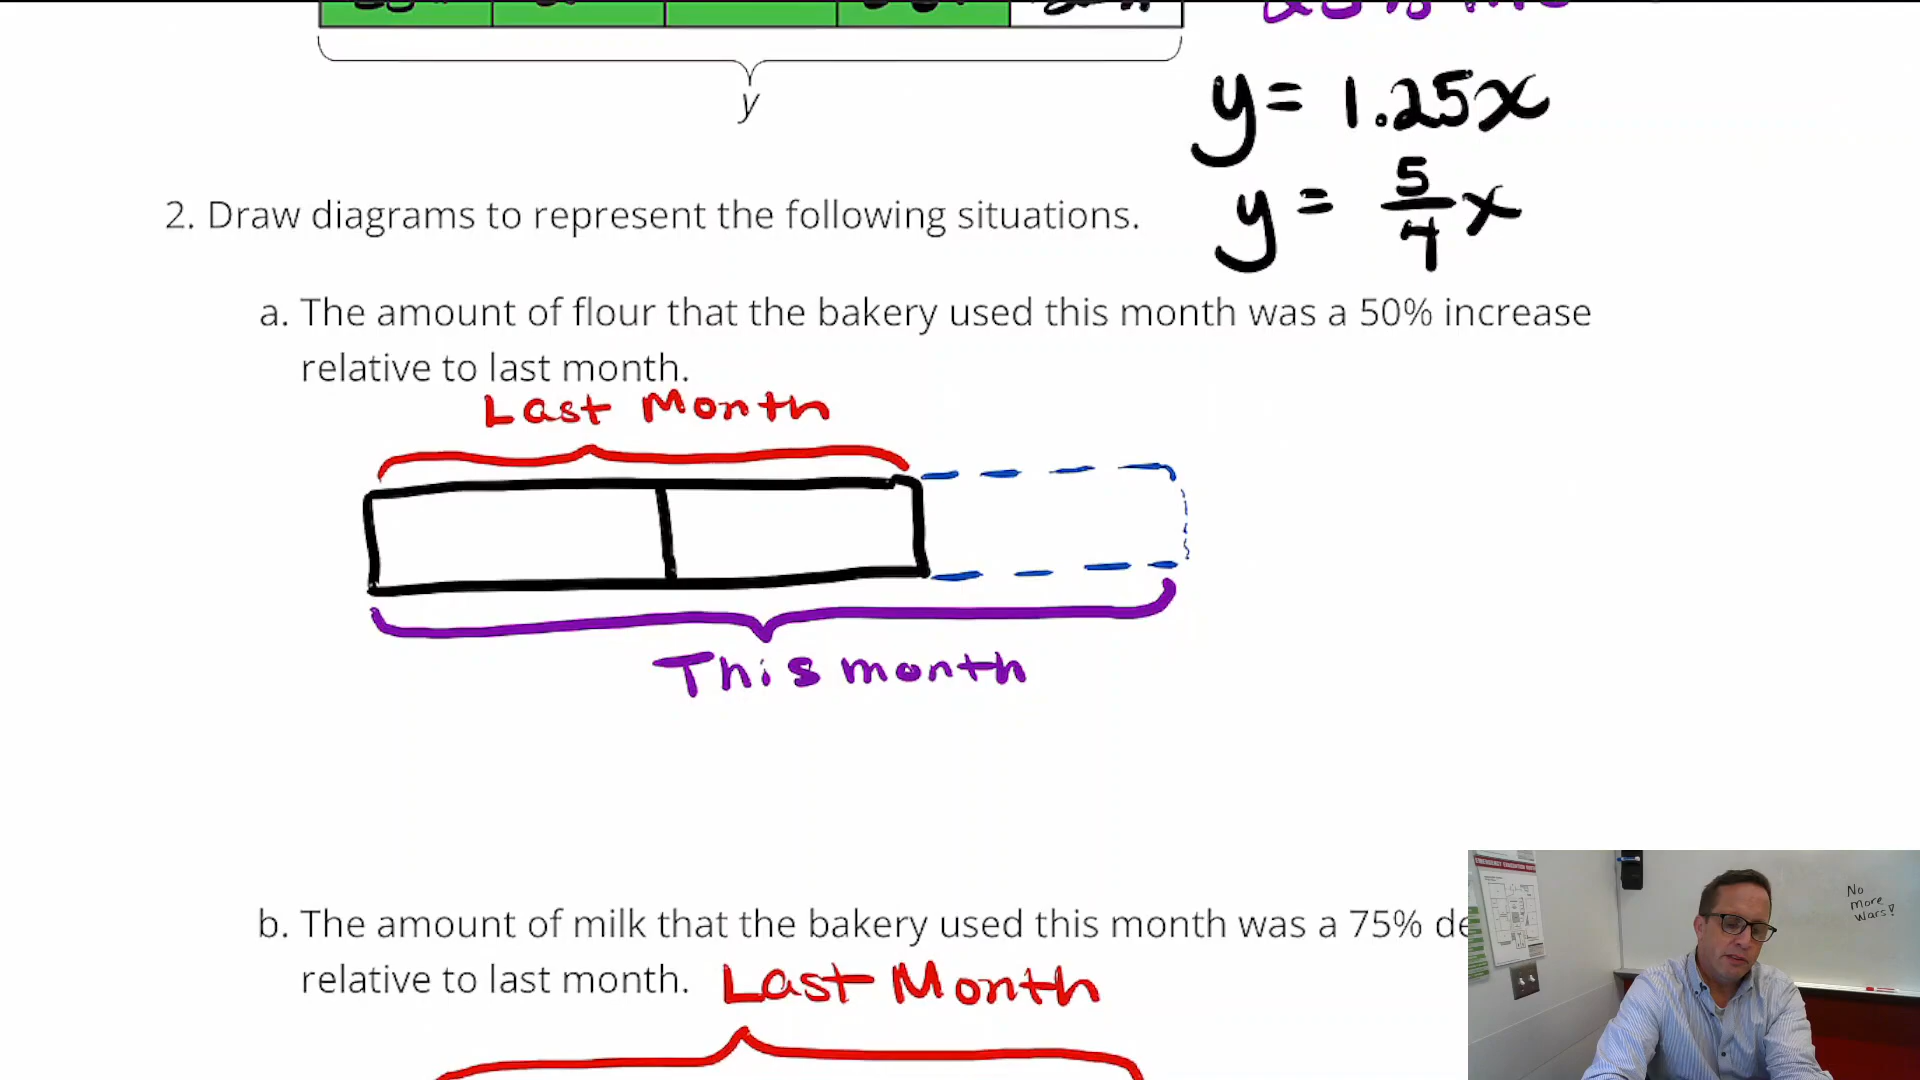 y
y = 1.25x
y = 5/4 x
2. Draw diagrams to represent the following situations.
a. The amount of flour that the bakery used this month was a 50% increase
relative to last month.
Last Month
This month
b. The amount of milk that the bakery used this month was a 75% de
relative to last month. Last Month
No
More
Wars!